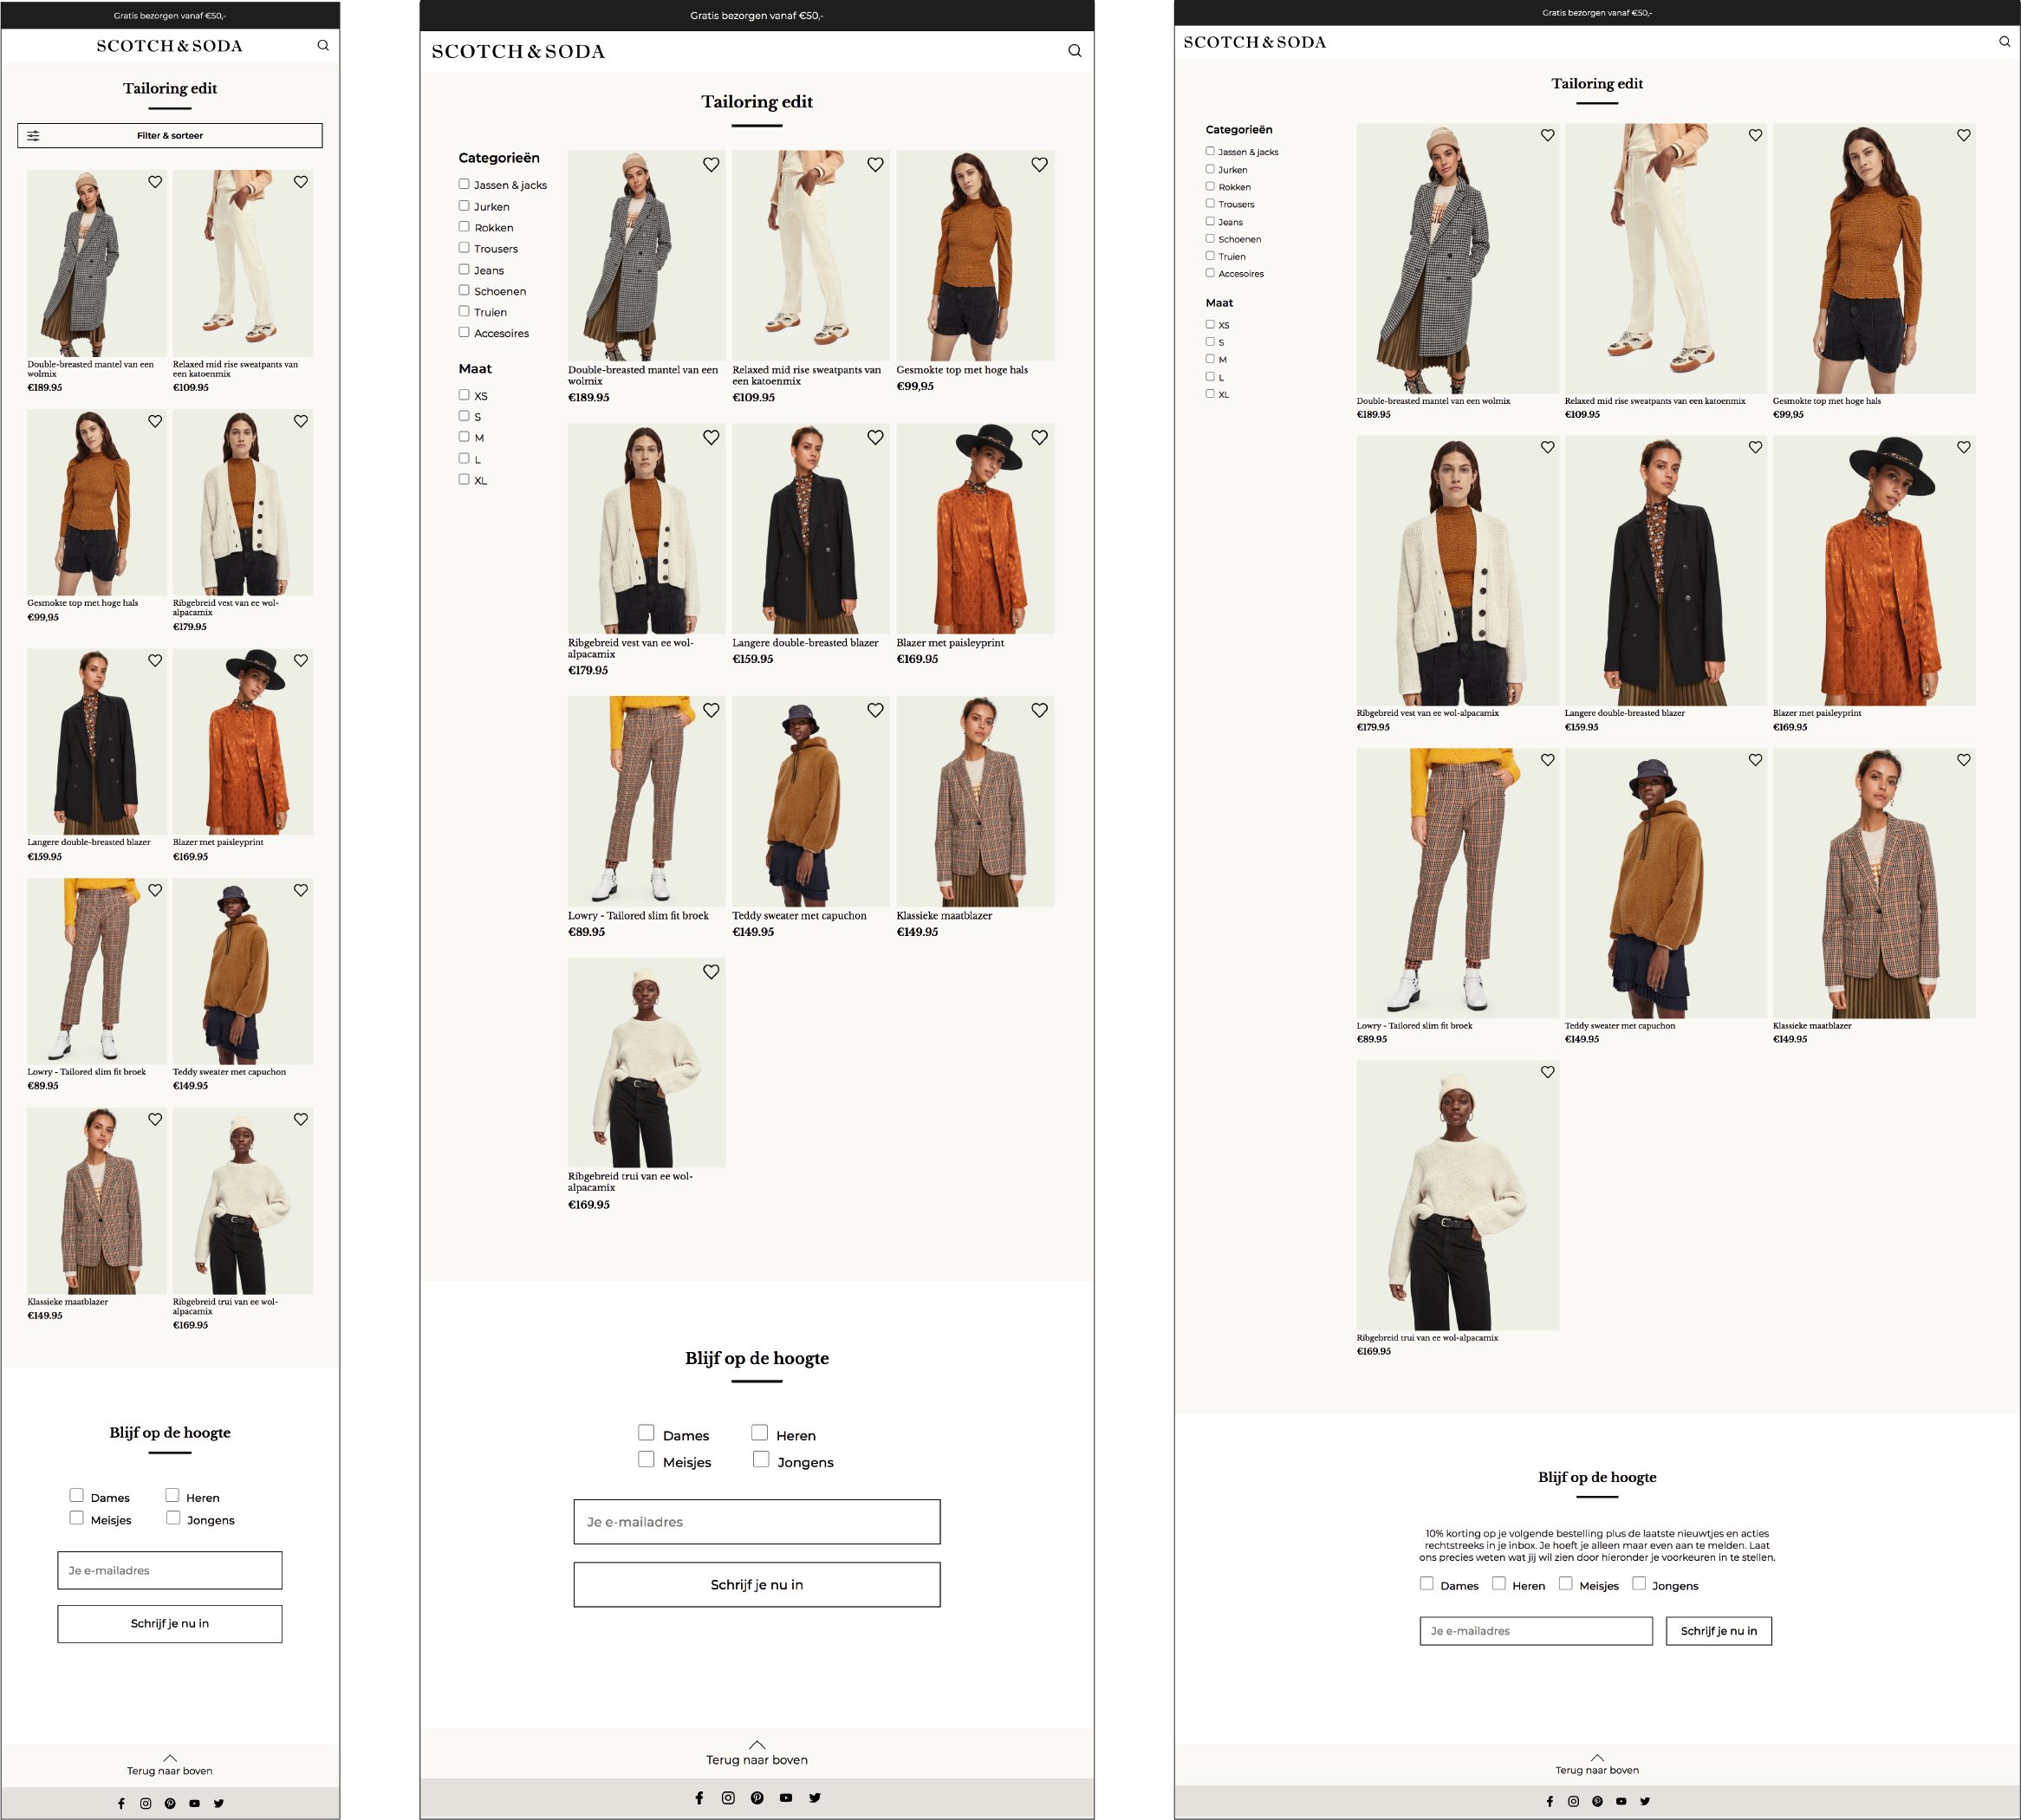 Gratis bezorgen vanaf €50,-
SCOTCH & SODA
Tailoring edit
Filter & sorteer
Double-breasted mantel van een
wolmix
€189.95
Relaxed mid rise sweatpants van
een katoenmix
€109.95
Gesmokte top met hoge hals
€99,95
Ribgebreid vest van ee wol-
alpacamix
€179.95
Langere double-breasted blazer
€159.95
Blazer met paisleyprint
€169.95
Lowry - Tailored slim fit broek
€89.95
Teddy sweater met capuchon
€149.95
Klassieke maatblazer
€149.95
Ribgebreid trui van ee wol-
alpacamix
€169.95
Blijf op de hoogte
Dames
Heren
Meisjes
Jongens
Je e-mailadres
Schrijf je nu in
Terug naar boven
Gratis bezorgen vanaf €50,-
SCOTCH & SODA
Tailoring edit
Categorieën
Jassen & jacks
Jurken
Rokken
Trousers
Jeans
Schoenen
Truien
Accesoires
Maat
XS
S
M
L
XL
Double-breasted mantel van een
wolmix
€189.95
Relaxed mid rise sweatpants van
een katoenmix
€109.95
Gesmokte top met hoge hals
€99,95
Ribgebreid vest van ee wol-
alpacamix
€179.95
Langere double-breasted blazer
€159.95
Blazer met paisleyprint
€169.95
Lowry - Tailored slim fit broek
€89.95
Teddy sweater met capuchon
€149.95
Klassieke maatblazer
€149.95
Ribgebreid trui van ee wol-
alpacamix
€169.95
Blijf op de hoogte
Dames
Heren
Meisjes
Jongens
Je e-mailadres
Schrijf je nu in
Terug naar boven
Gratis bezorgen vanaf €50,-
SCOTCH & SODA
Tailoring edit
Categorieën
Jassen & jacks
Jurken
Rokken
Trousers
Jeans
Schoenen
Truien
Accesoires
Maat
XS
S
M
L
XL
Double-breasted mantel van een wolmix
€189.95
Relaxed mid rise sweatpants van een katoenmix
€109.95
Gesmokte top met hoge hals
€99,95
Ribgebreid vest van ee wol-alpacamix
€179.95
Langere double-breasted blazer
€159.95
Blazer met paisleyprint
€169.95
Lowry - Tailored slim fit broek
€89.95
Teddy sweater met capuchon
€149.95
Klassieke maatblazer
€149.95
Ribgebreid trui van ee wol-alpacamix
€169.95
Blijf op de hoogte
10% korting op je volgende bestelling plus de laatste nieuwtjes en acties
rechtstreeks in je inbox. Je hoeft je alleen maar even aan te melden. Laat
ons precies weten wat jij wil zien door hieronder je voorkeuren in te stellen.
Dames
Heren
Meisjes
Jongens
Je e-mailadres
Schrijf je nu in
Terug naar boven